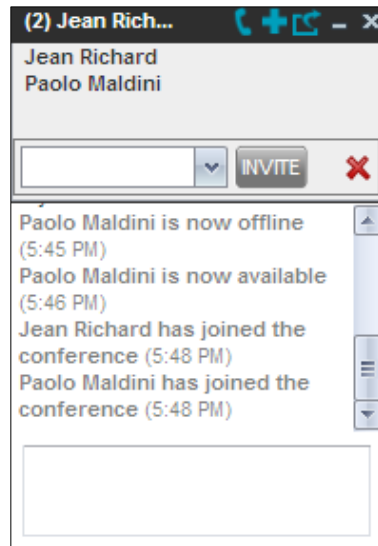 (2) Jean Rich...
Jean Richard
Paolo Maldini
INVITE
Paolo Maldini is now offline
(5:45 PM)
Paolo Maldini is now available
(5:46 PM)
Jean Richard has joined the
conference (5:48 PM)
Paolo Maldini has joined the
conference (5:48 PM)